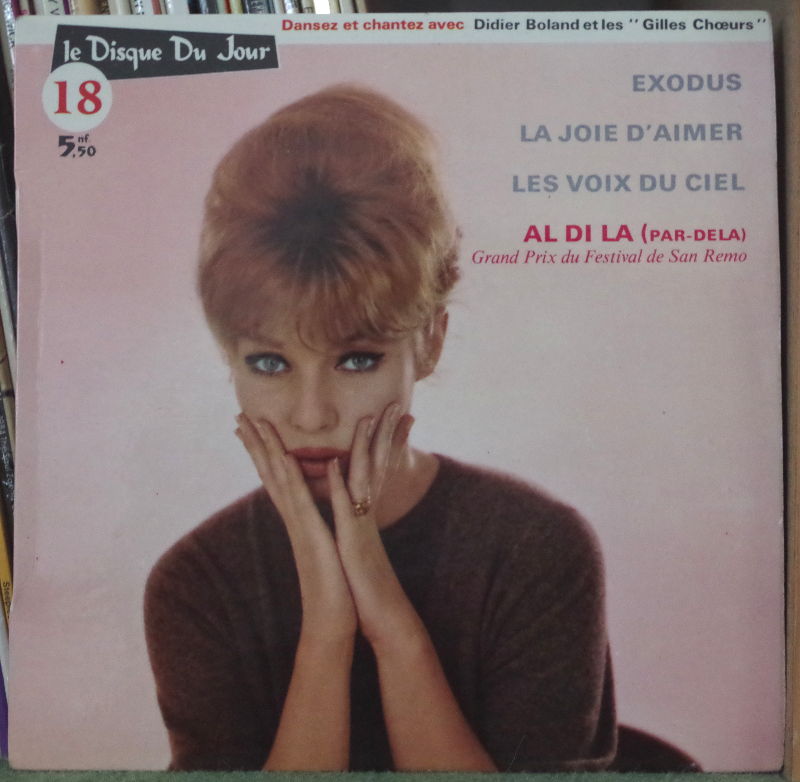 Dansez et chantez avec Didier Boland et les " Gilles Chœurs "
le Disque Du Jour
18
5,50 nf
EXODUS
LA JOIE D'AIMER
LES VOIX DU CIEL
AL DI LA (PAR-DELA)
Grand Prix du Festival de San Remo